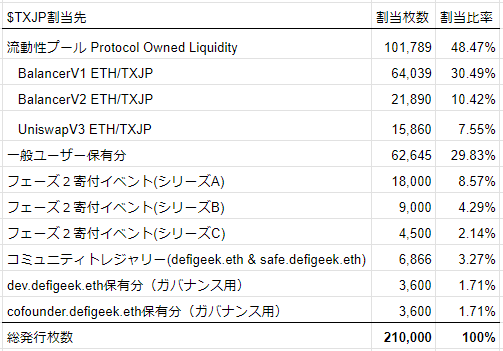 $TXJP割当先 割当枚数 割当比率
流動性プール Protocol Owned Liquidity 101,789 48.47%
BalancerV1 ETH/TXJP 64,039 30.49%
BalancerV2 ETH/TXJP 21,890 10.42%
UniswapV3 ETH/TXJP 15,860 7.55%
一般ユーザー保有分 62,645 29.83%
フェーズ２寄付イベント(シリーズA) 18,000 8.57%
フェーズ２寄付イベント(シリーズB) 9,000 4.29%
フェーズ２寄付イベント(シリーズC) 4,500 2.14%
コミュニティトレジャリー(defigeek.eth & safe.defigeek.eth) 6,866 3.27%
dev.defigeek.eth保有分（ガバナンス用） 3,600 1.71%
cofounder.defigeek.eth保有分（ガバナンス用） 3,600 1.71%
総発行枚数 210,000 100%